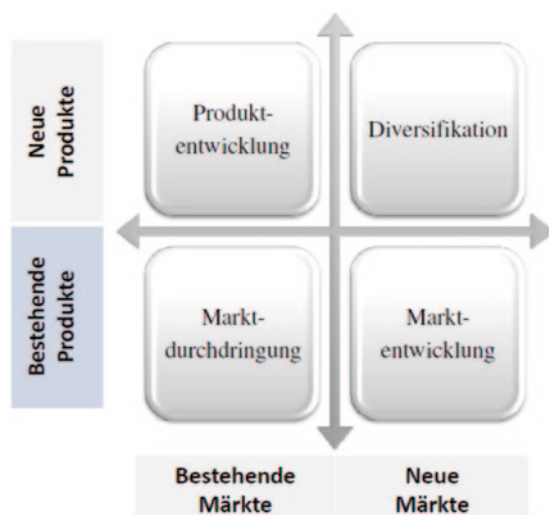 Neue
Produkte
Produkt-
entwicklung
Diversifikation
Bestehende
Produkte
Markt-
durchdringung
Markt-
entwicklung
Bestehende
Märkte
Neue
Märkte